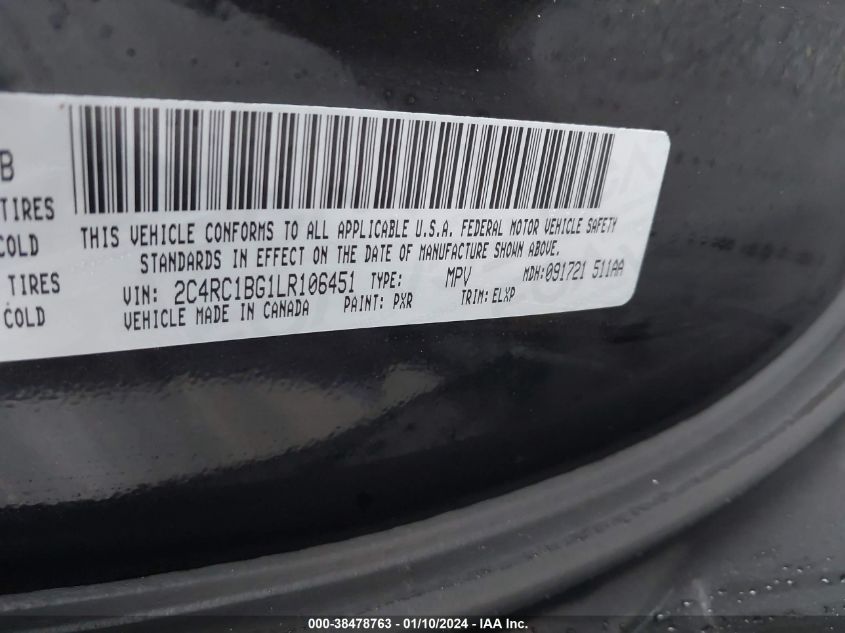 B
TIRES
COLD
TIRES
COLD
THIS VEHICLE CONFORMS TO ALL APPLICABLE U.S.A. FEDERAL MOTOR VEHICLE SAFETY
STANDARDS IN EFFECT ON THE DATE OF MANUFACTURE SHOWN ABOVE.
VIN: 2C4RC1BG1LR106451 TYPE: MPV MDH:091721 511AA
VEHICLE MADE IN CANADA PAINT: PXR TRIM: ELXP
000-38478763 - 01/10/2024 - IAA Inc.